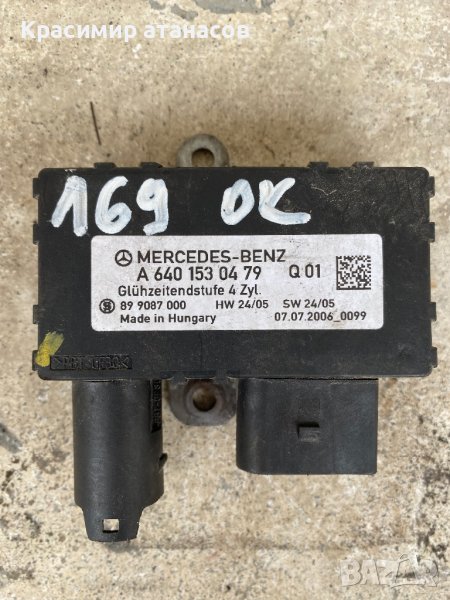 Красимир атанасов
169 OK
MERCEDES-BENZ
A 640 153 04 79 Q 01
Glühzeitendstufe 4 Zyl.
89 9087 000 HW 24/05 SW 24/05
Made in Hungary 07.07.2006_0099
bazar